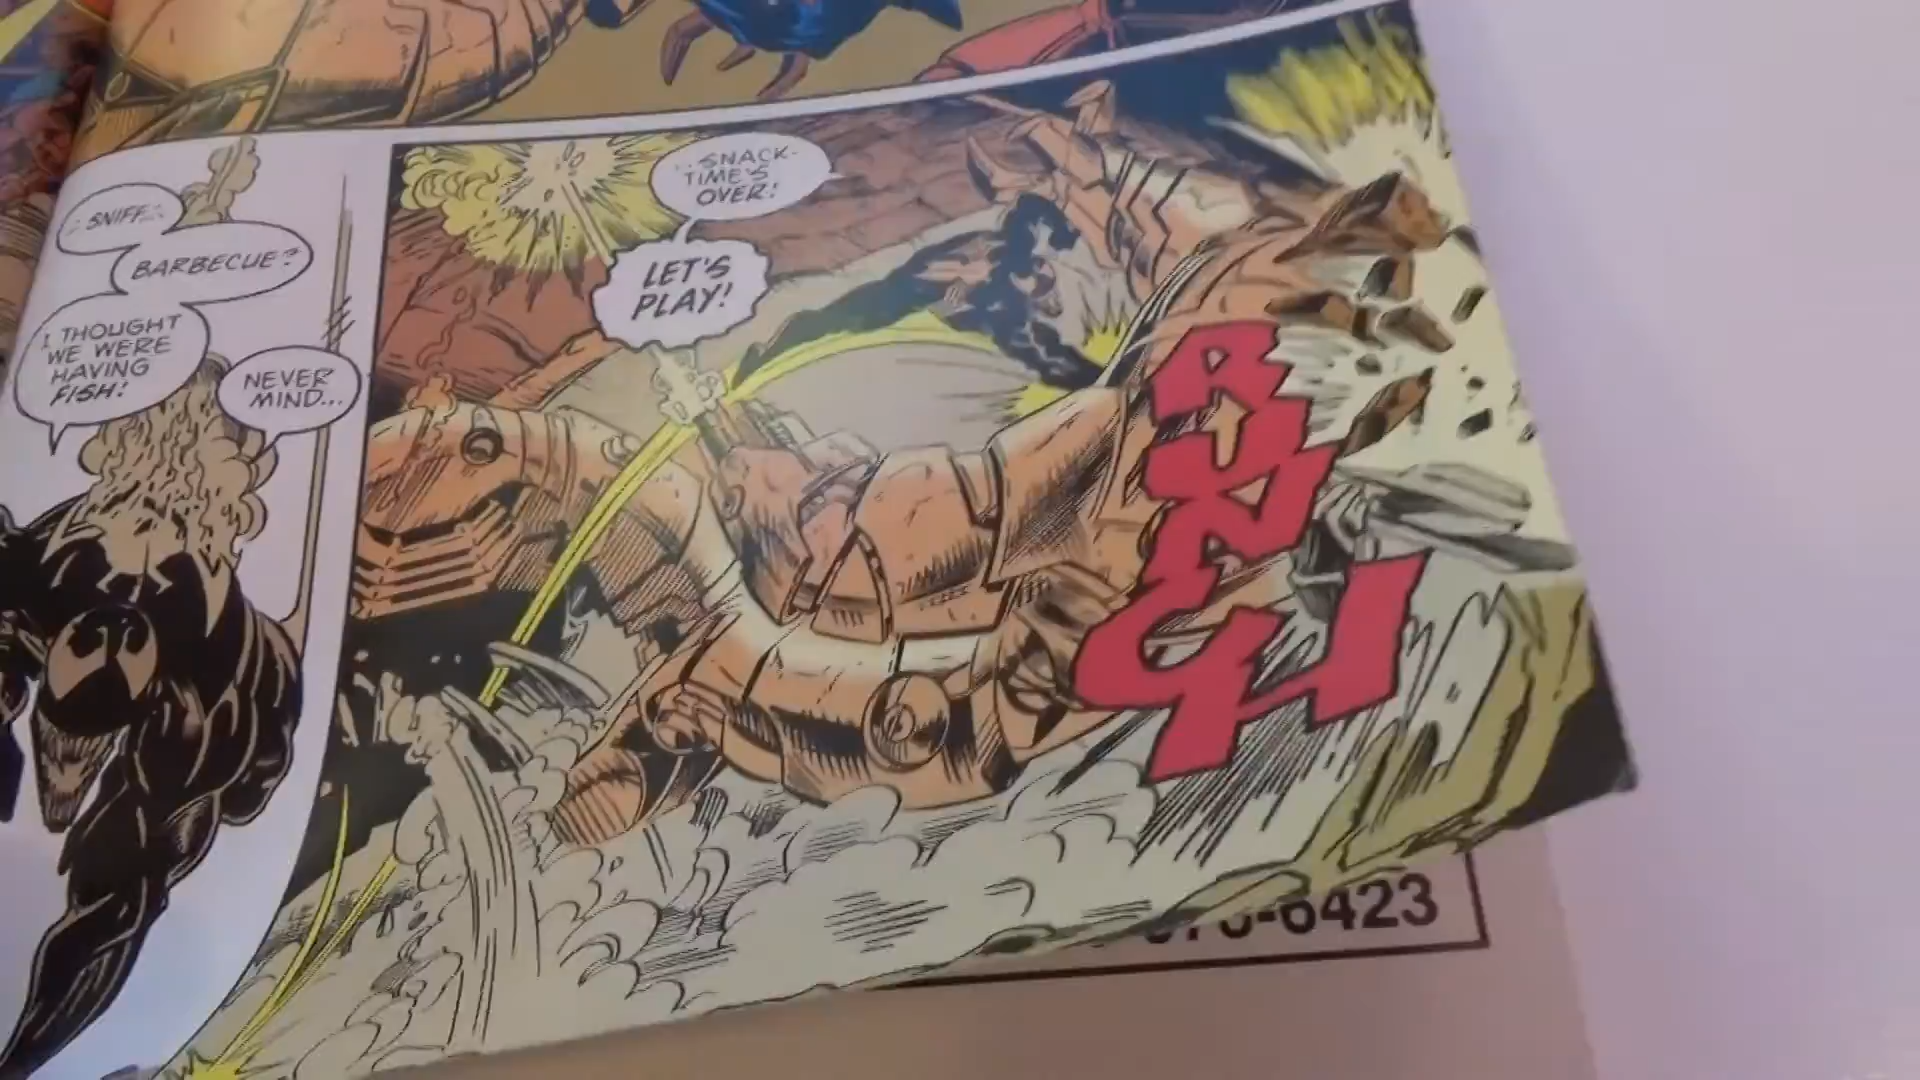 : SNIFF :
BARBECUE?
I THOUGHT
WE WERE
HAVING
FISH!
NEVER
MIND...
SNACK-
TIME'S
OVER!
LET'S
PLAY!
-6423